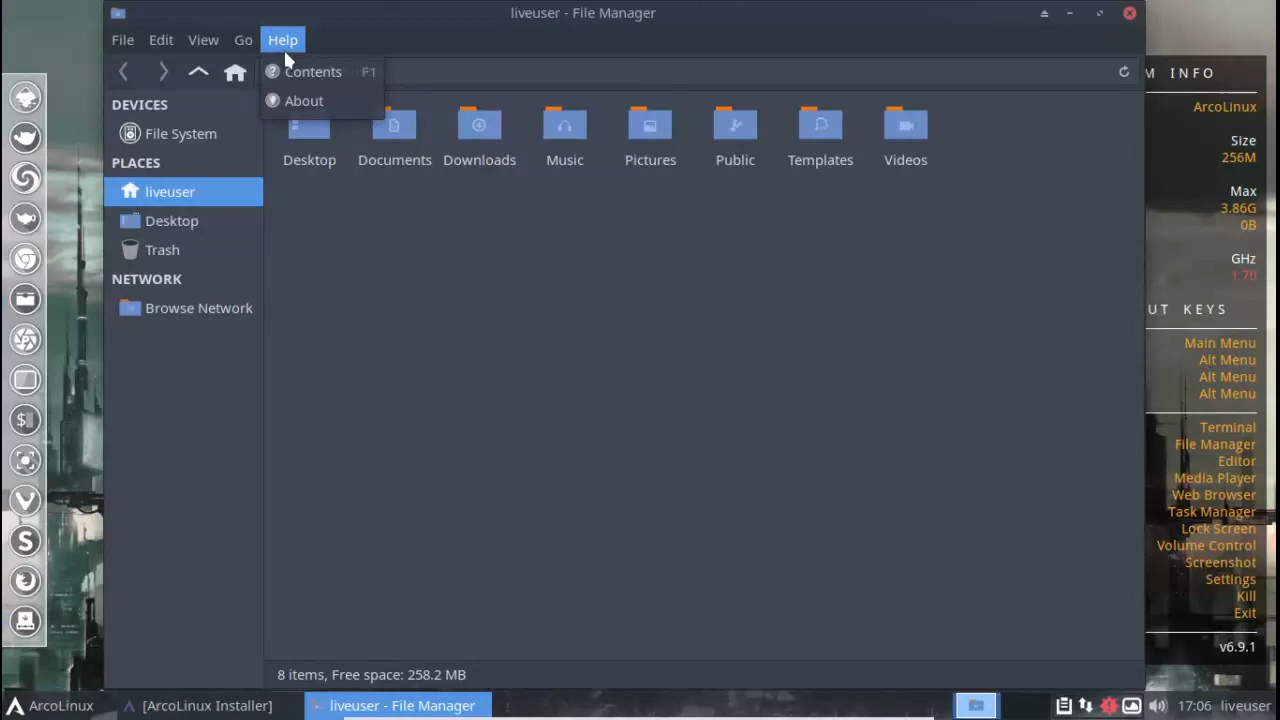 liveuser - File Manager
File Edit View Go Help
Contents F1
About
DEVICES
File System
PLACES
liveuser
Desktop
Trash
NETWORK
Browse Network
Desktop Documents Downloads Music Pictures Public Templates Videos
8 items, Free space: 258.2 MB
M INFO
ArcoLinux
Size
256M
Max
3.86G
0B
GHz
1.70
UT KEYS
Main Menu
Alt Menu
Alt Menu
Alt Menu
Terminal
File Manager
Editor
Media Player
Web Browser
Task Manager
Lock Screen
Volume Control
Screenshot
Settings
Kill
Exit
v6.9.1
ArcoLinux [ArcoLinux Installer] liveuser - File Manager 17:06 liveuser